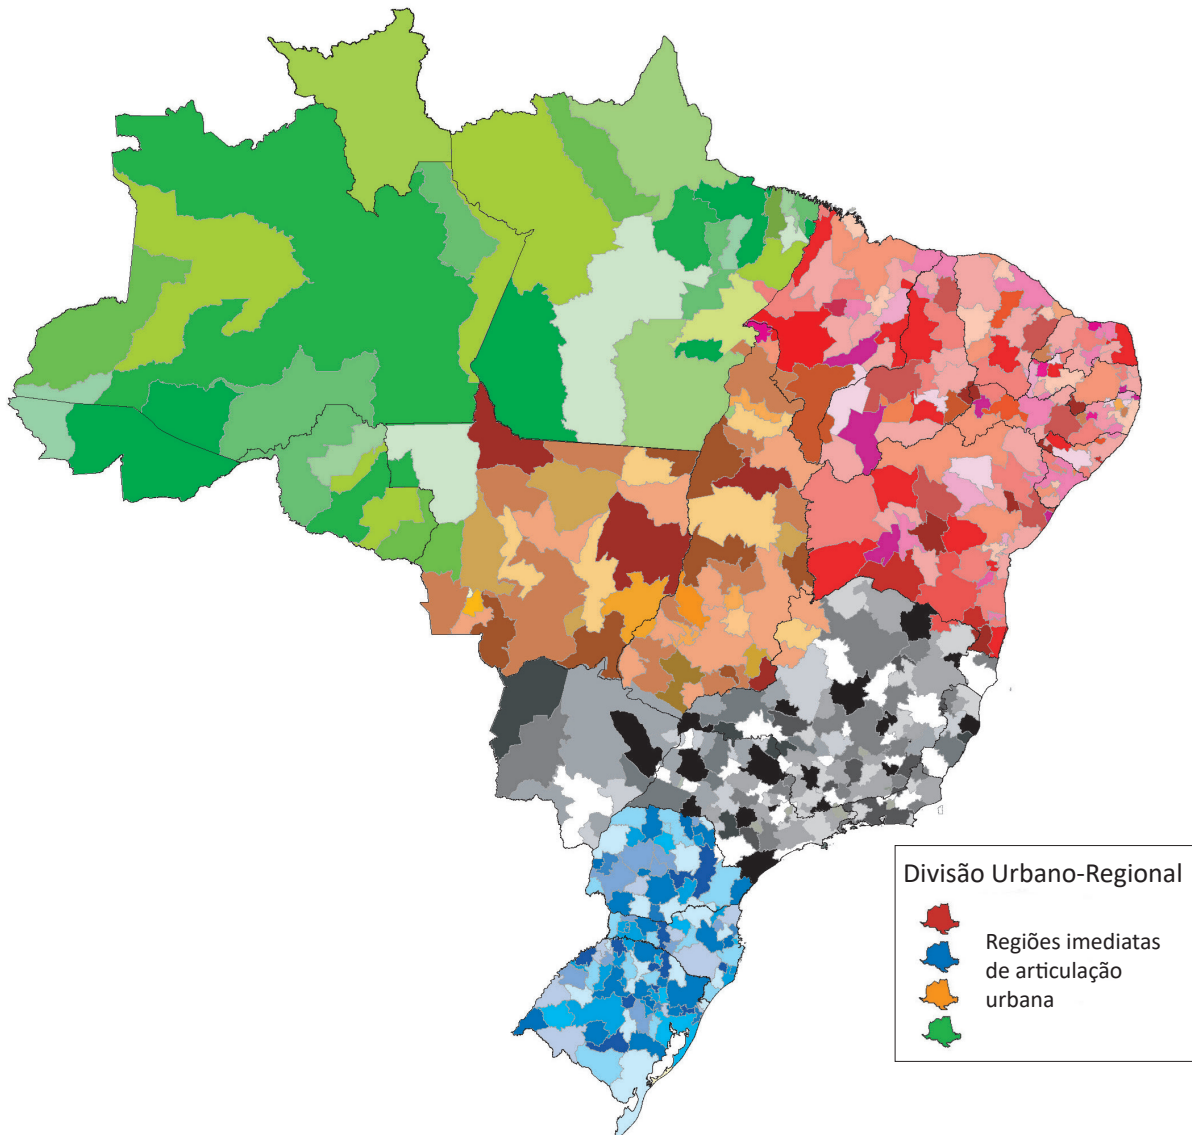 Divisão Urbano-Regional
Regiões imediatas
de articulação
urbana